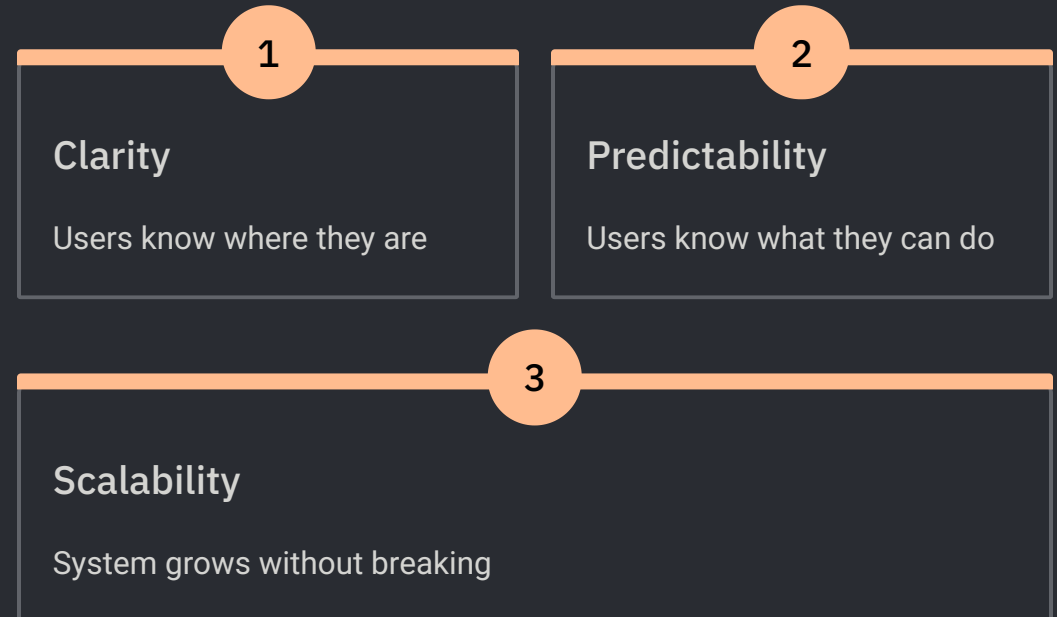 1
Clarity
Users know where they are
2
Predictability
Users know what they can do
3
Scalability
System grows without breaking